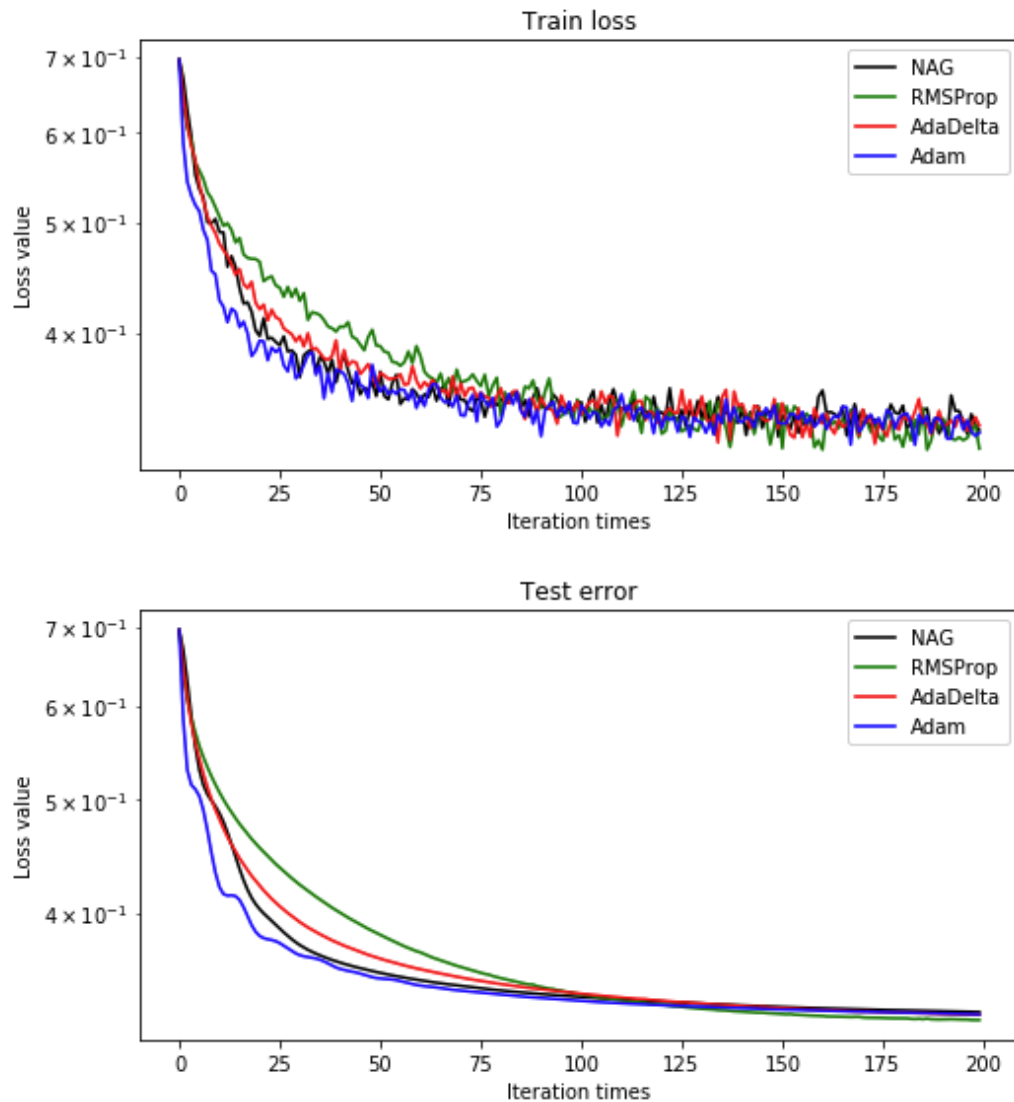 Train loss
7 × 10⁻¹
6 × 10⁻¹
5 × 10⁻¹
4 × 10⁻¹
Loss value
NAG
RMSProp
AdaDelta
Adam
0 25 50 75 100 125 150 175 200
Iteration times
Test error
7 × 10⁻¹
6 × 10⁻¹
5 × 10⁻¹
4 × 10⁻¹
Loss value
NAG
RMSProp
AdaDelta
Adam
0 25 50 75 100 125 150 175 200
Iteration times